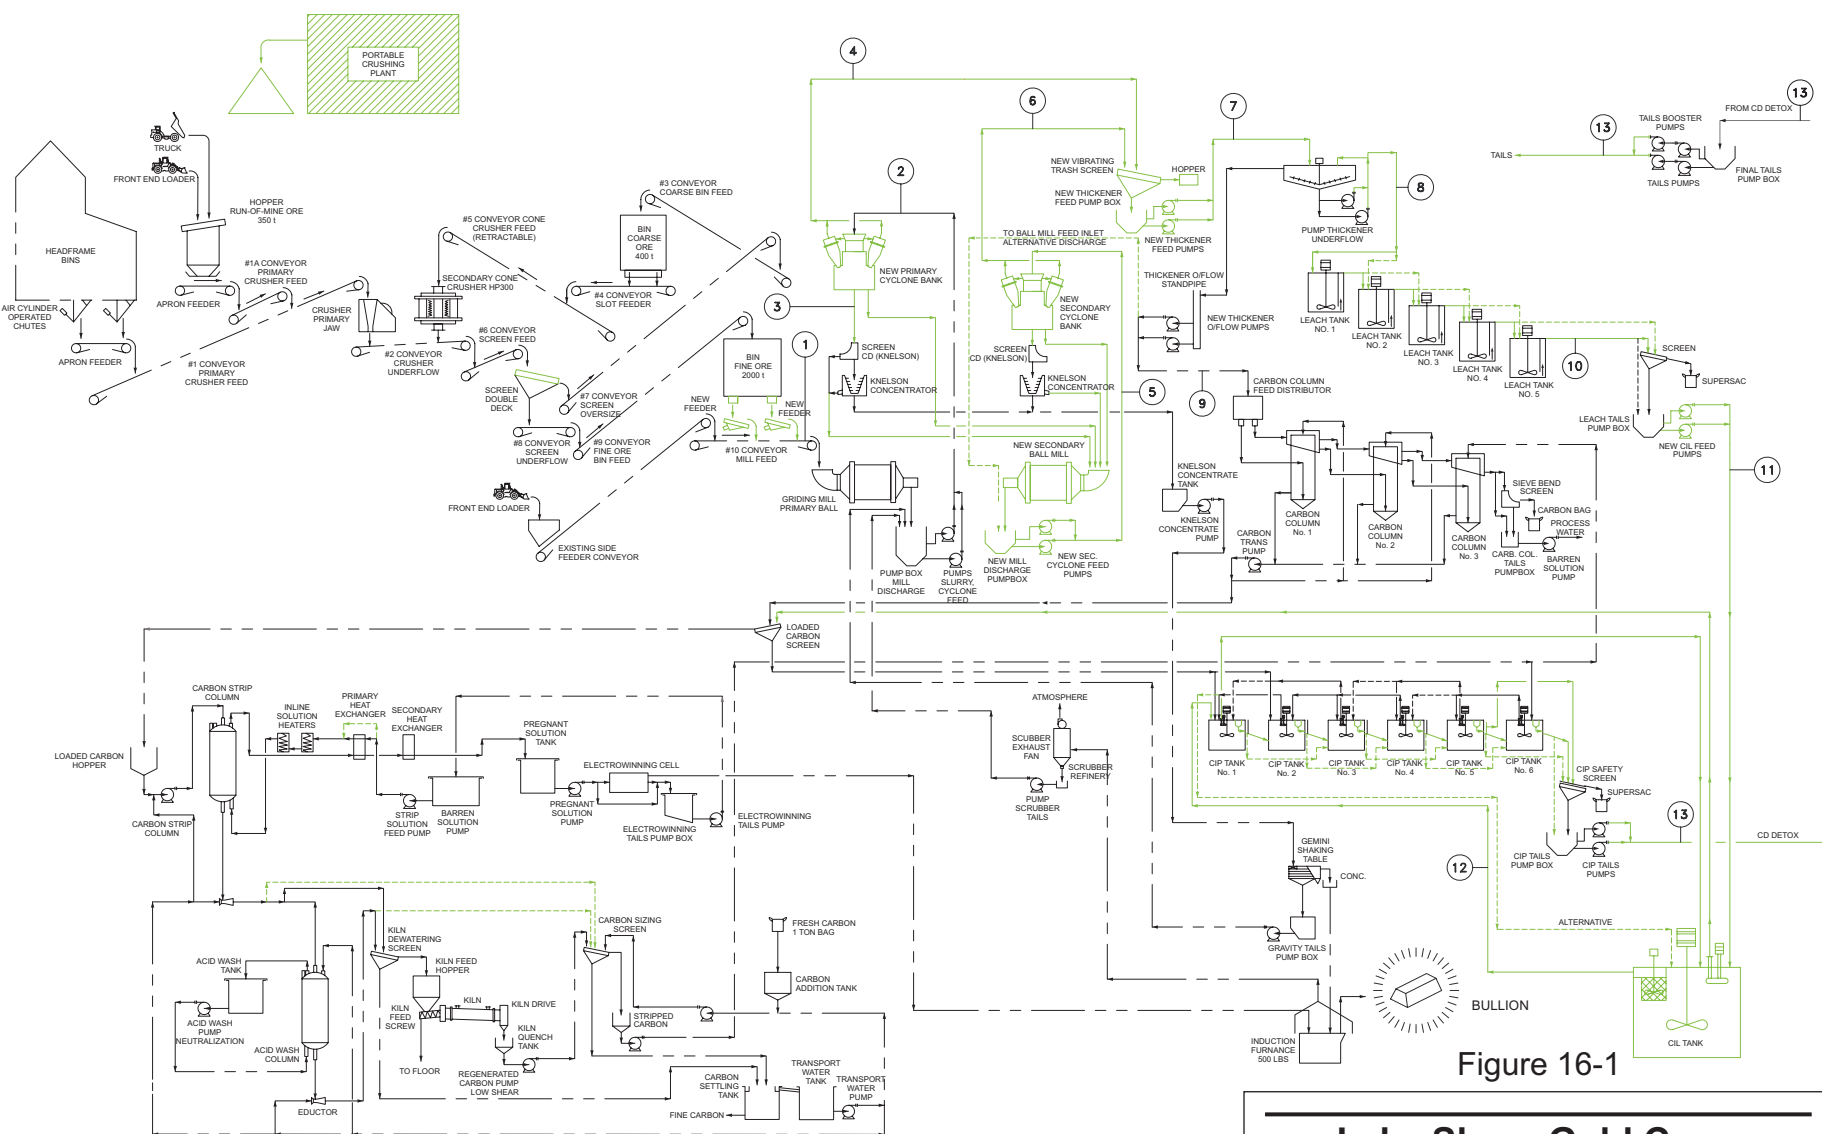 PORTABLE
CRUSHING
PLANT
TRUCK
FRONT END LOADER
HOPPER
RUN-OF-MINE ORE
350 t
HEADFRAME
BINS
AIR CYLINDER
OPERATED
CHUTES
APRON FEEDER
APRON FEEDER
#1A CONVEYOR
PRIMARY
CRUSHER FEED
#1 CONVEYOR
PRIMARY
CRUSHER FEED
CRUSHER
PRIMARY
JAW
#2 CONVEYOR
CRUSHER
UNDERFLOW
#5 CONVEYOR CONE
CRUSHER FEED
(RETRACTABLE)
SECONDARY CONE
CRUSHER HP300
#6 CONVEYOR
SCREEN FEED
SCREEN
DOUBLE
DECK
#8 CONVEYOR
SCREEN
UNDERFLOW
#7 CONVEYOR
SCREEN
OVERSIZE
#9 CONVEYOR
FINE ORE
BIN FEED
#3 CONVEYOR
COARSE BIN FEED
BIN
COARSE
ORE
400 t
#4 CONVEYOR
SLOT FEEDER
BIN
FINE ORE
2000 t
NEW
FEEDER
NEW
FEEDER
#10 CONVEYOR
MILL FEED
FRONT END LOADER
EXISTING SIDE
FEEDER CONVEYOR
1
2
3
4
5
6
7
8
9
10
11
12
13
13
13
NEW PRIMARY
CYCLONE BANK
SCREEN
CD (KNELSON)
KNELSON
CONCENTRATOR
GRIDING MILL
PRIMARY BALL
PUMP BOX
MILL
DISCHARGE
PUMPS
SLURRY,
CYCLONE
FEED
TO BALL MILL FEED INLET
ALTERNATIVE DISCHARGE
NEW
SECONDARY
CYCLONE
BANK
SCREEN
CD (KNELSON)
KNELSON
CONCENTRATOR
NEW SECONDARY
BALL MILL
NEW MILL
DISCHARGE
PUMPBOX
NEW SEC.
CYCLONE FEED
PUMPS
NEW VIBRATING
TRASH SCREEN
HOPPER
NEW THICKENER
FEED PUMP BOX
NEW THICKENER
FEED PUMPS
THICKENER O/FLOW
STANDPIPE
NEW THICKENER
O/FLOW PUMPS
PUMP THICKENER
UNDERFLOW
LEACH TANK
NO. 1
LEACH TANK
NO. 2
LEACH TANK
NO. 3
LEACH TANK
NO. 4
LEACH TANK
NO. 5
SCREEN
SUPERSAC
LEACH TAILS
PUMP BOX
NEW CIL FEED
PUMPS
FROM CD DETOX
TAILS BOOSTER
PUMPS
TAILS
TAILS PUMPS
FINAL TAILS
PUMP BOX
CARBON COLUMN
FEED DISTRIBUTOR
KNELSON
CONCENTRATE
TANK
KNELSON
CONCENTRATE
PUMP
CARBON
TRANS
PUMP
CARBON
COLUMN
No. 1
CARBON
COLUMN
No. 2
CARBON
COLUMN
No. 3
SIEVE BEND
SCREEN
CARBON BAG
PROCESS
WATER
CARB. COL.
TAILS
PUMPBOX
BARREN
SOLUTION
PUMP
LOADED
CARBON
SCREEN
CARBON STRIP
COLUMN
INLINE
SOLUTION
HEATERS
PRIMARY
HEAT
EXCHANGER
SECONDARY
HEAT
EXCHANGER
PREGNANT
SOLUTION
TANK
LOADED CARBON
HOPPER
CARBON STRIP
COLUMN
STRIP
SOLUTION
FEED PUMP
BARREN
SOLUTION
PUMP
ELECTROWINNING CELL
PREGNANT
SOLUTION
PUMP
ELECTROWINNING
TAILS PUMP BOX
ELECTROWINNING
TAILS PUMP
ATMOSPHERE
SCUBBER
EXHAUST
FAN
SCRUBBER
REFINERY
PUMP
SCRUBBER
TAILS
CIP TANK
No. 1
CIP TANK
No. 2
CIP TANK
No. 3
CIP TANK
No. 4
CIP TANK
No. 5
CIP TANK
No. 6
CIP SAFETY
SCREEN
SUPERSAC
CIP TAILS
PUMP BOX
CIP TAILS
PUMPS
CD DETOX
GEMINI
SHAKING
TABLE
CONC.
GRAVITY TAILS
PUMP BOX
ALTERNATIVE
CIL TANK
BULLION
INDUCTION
FURNANCE
500 LBS
KILN
DEWATERING
SCREEN
KILN FEED
HOPPER
ACID WASH
TANK
ACID WASH
PUMP
NEUTRALIZATION
ACID WASH
COLUMN
EDUCTOR
KILN
FEED
SCREW
KILN
KILN DRIVE
KILN
QUENCH
TANK
TO FLOOR
REGENERATED
CARBON PUMP
LOW SHEAR
CARBON SIZING
SCREEN
STRIPPED
CARBON
FRESH CARBON
1 TON BAG
CARBON
ADDITION TANK
CARBON
SETTLING
TANK
FINE CARBON
TRANSPORT
WATER
TANK
TRANSPORT
WATER
PUMP
Figure 16-1